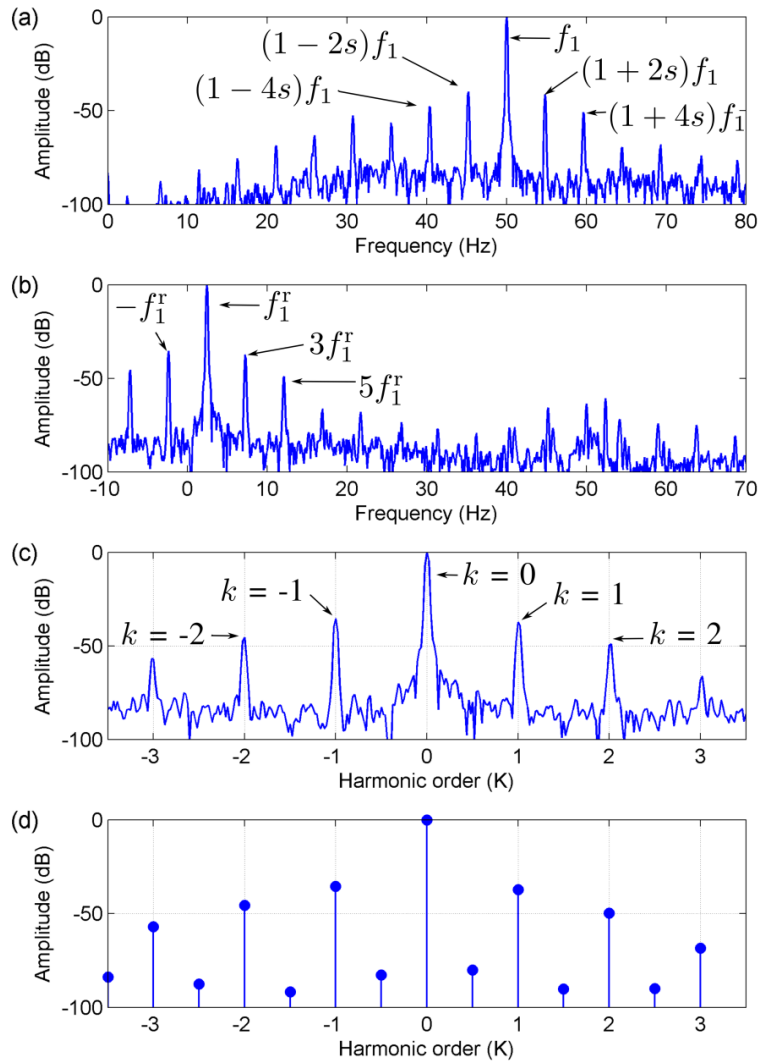 (a)
0
-50
-100
Amplitude (dB)
(1 − 2s)f₁
(1 − 4s)f₁
f₁
(1 + 2s)f₁
(1 + 4s)f₁
0 10 20 30 40 50 60 70 80
Frequency (Hz)
(b)
0
-50
-100
Amplitude (dB)
−f₁ʳ
f₁ʳ
3f₁ʳ
5f₁ʳ
-10 0 10 20 30 40 50 60 70
Frequency (Hz)
(c)
0
-50
-100
Amplitude (dB)
k = -2
k = -1
k = 0
k = 1
k = 2
-3 -2 -1 0 1 2 3
Harmonic order (K)
(d)
0
-50
-100
Amplitude (dB)
-3 -2 -1 0 1 2 3
Harmonic order (K)